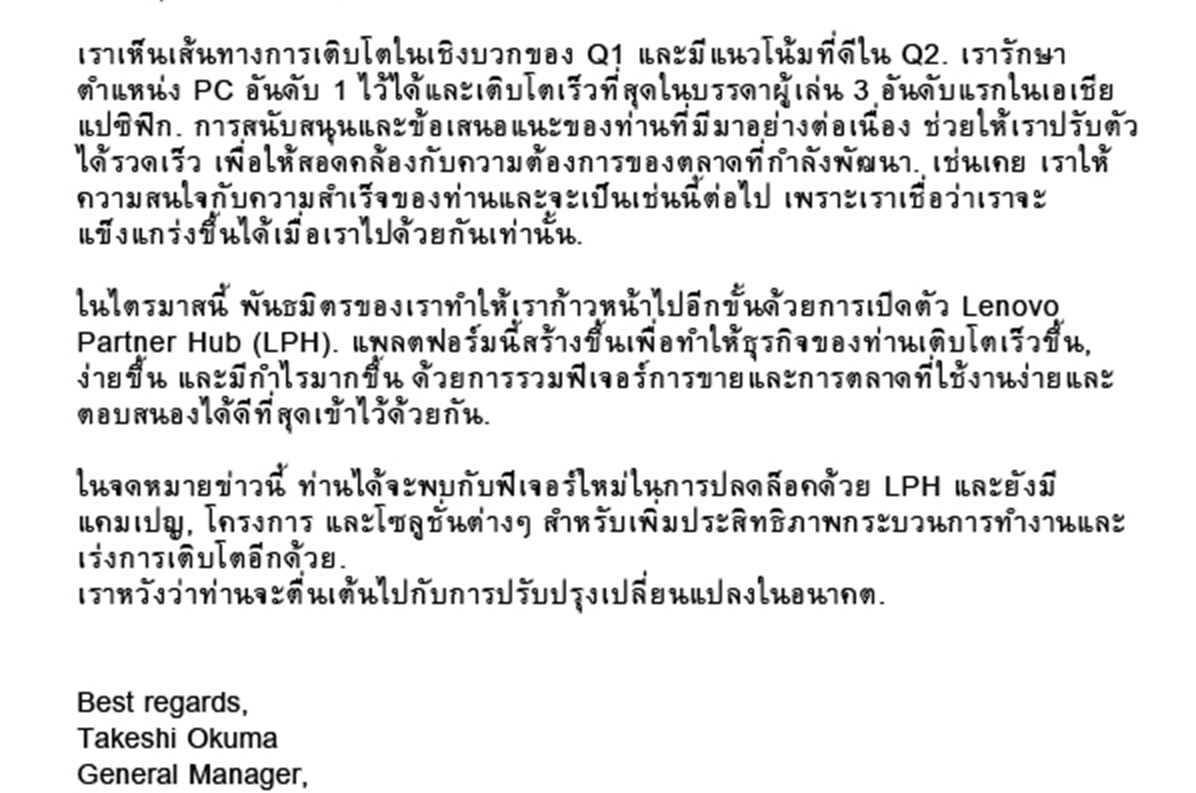 เราเห็นเส้นทางการเติบโตในเชิงบวกของ Q1 และมีแนวโน้มที่ดีใน Q2. เรารักษา
ตำแหน่ง PC อันดับ 1 ไว้ได้และเติบโตเร็วที่สุดในบรรดาผู้เล่น 3 อันดับแรกในเอเชีย
แปซิฟิก. การสนับสนุนและข้อเสนอแนะของท่านที่มีมาอย่างต่อเนื่อง ช่วยให้เราปรับตัว
ได้รวดเร็ว เพื่อให้สอดคล้องกับความต้องการของตลาดที่กำลังพัฒนา. เช่นเคย เราให้
ความสนใจกับความสำเร็จของท่านและจะเป็นเช่นนี้ต่อไป เพราะเราเชื่อว่าเราจะ
แข็งแกร่งขึ้นได้เมื่อเราไปด้วยกันเท่านั้น.
ในไตรมาสนี้ พันธมิตรของเราทำให้เราก้าวหน้าไปอีกขั้นด้วยการเปิดตัว Lenovo
Partner Hub (LPH). แพลตฟอร์มนี้สร้างขึ้นเพื่อทำให้ธุรกิจของท่านเติบโตเร็วขึ้น,
ง่ายขึ้น และมีกำไรมากขึ้น ด้วยการรวมฟีเจอร์การขายและการตลาดที่ใช้งานง่ายและ
ตอบสนองได้ดีที่สุดเข้าไว้ด้วยกัน.
ในจดหมายข่าวนี้ ท่านได้จะพบกับฟีเจอร์ใหม่ในการปลดล็อคด้วย LPH และยังมี
แคมเปญ, โครงการ และโซลูชั่นต่างๆ สำหรับเพิ่มประสิทธิภาพกระบวนการทำงานและ
เร่งการเติบโตอีกด้วย.
เราหวังว่าท่านจะตื่นเต้นไปกับการปรับปรุงเปลี่ยนแปลงในอนาคต.
Best regards,
Takeshi Okuma
General Manager,